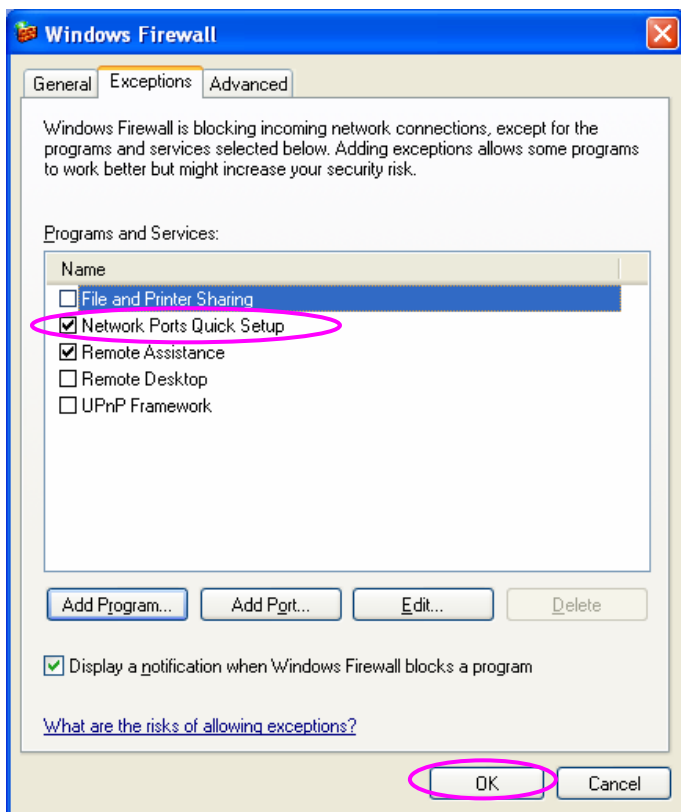 Windows Firewall
General Exceptions Advanced
Windows Firewall is blocking incoming network connections, except for the
programs and services selected below. Adding exceptions allows some programs
to work better but might increase your security risk.
Programs and Services:
Name
File and Printer Sharing
Network Ports Quick Setup
Remote Assistance
Remote Desktop
UPnP Framework
Add Program... Add Port... Edit... Delete
Display a notification when Windows Firewall blocks a program
What are the risks of allowing exceptions?
OK Cancel